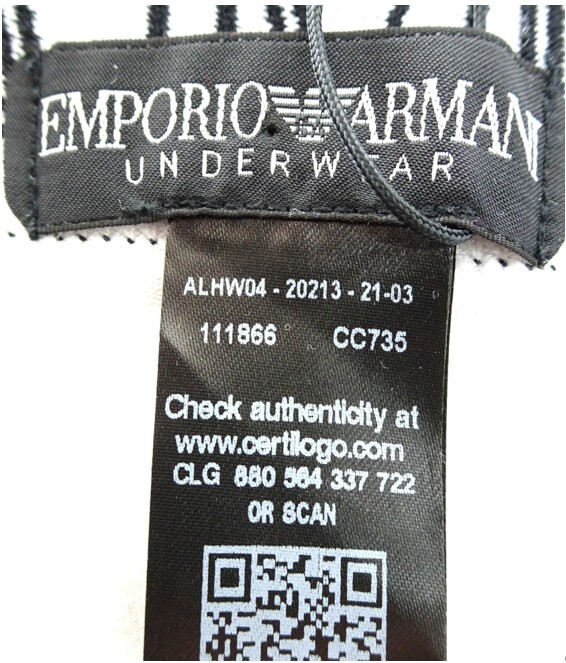 EMPORIO ARMANI
UNDERWEAR
ALHW04 - 20213 - 21-03
111866 CC735
Check authenticity at
www.certilogo.com
CLG 880 564 337 722
OR SCAN